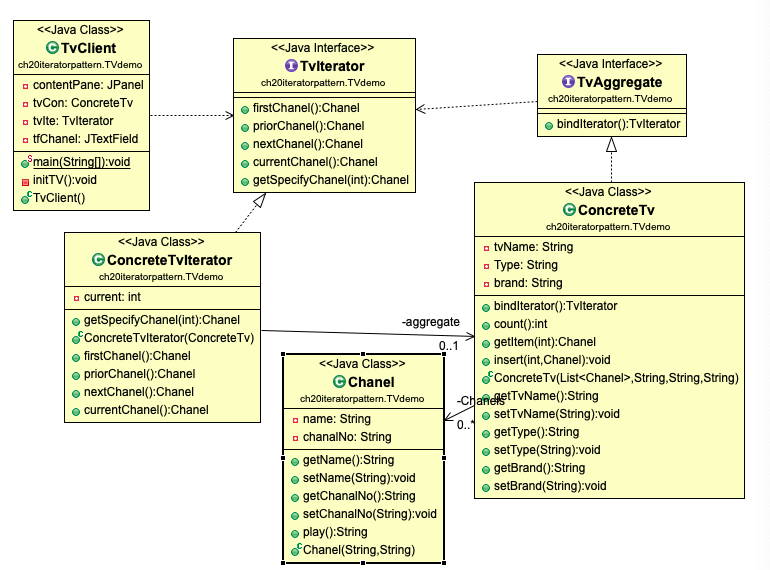 <<Java Class>>
TvClient
ch20iteratorpattern.TVdemo
contentPane: JPanel
tvCon: ConcreteTv
tvIte: TvIterator
tfChanel: JTextField
main(String[]):void
initTV():void
TvClient()
<<Java Interface>>
TvIterator
ch20iteratorpattern.TVdemo
firstChanel():Chanel
priorChanel():Chanel
nextChanel():Chanel
currentChanel():Chanel
getSpecifyChanel(int):Chanel
<<Java Interface>>
TvAggregate
ch20iteratorpattern.TVdemo
bindIterator():TvIterator
<<Java Class>>
ConcreteTvIterator
ch20iteratorpattern.TVdemo
current: int
getSpecifyChanel(int):Chanel
ConcreteTvIterator(ConcreteTv)
firstChanel():Chanel
priorChanel():Chanel
nextChanel():Chanel
currentChanel():Chanel
-aggregate
0..1
<<Java Class>>
Chanel
ch20iteratorpattern.TVdemo
name: String
chanalNo: String
getName():String
setName(String):void
getChanalNo():String
setChanalNo(String):void
play():String
Chanel(String,String)
-Chanels
0..*
<<Java Class>>
ConcreteTv
ch20iteratorpattern.TVdemo
tvName: String
Type: String
brand: String
bindIterator():TvIterator
count():int
getItem(int):Chanel
insert(int,Chanel):void
ConcreteTv(List<Chanel>,String,String,String)
getTvName():String
setTvName(String):void
getType():String
setType(String):void
getBrand():String
setBrand(String):void